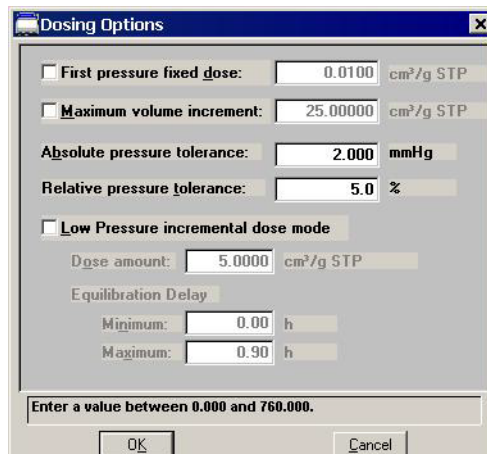 Dosing Options
First pressure fixed dose: 0.0100 cm³/g STP
Maximum volume increment: 25.00000 cm³/g STP
Absolute pressure tolerance: 2.000 mmHg
Relative pressure tolerance: 5.0 %
Low Pressure incremental dose mode
Dose amount: 5.0000 cm³/g STP
Equilibration Delay
Minimum: 0.00 h
Maximum: 0.90 h
Enter a value between 0.000 and 760.000.
OK Cancel